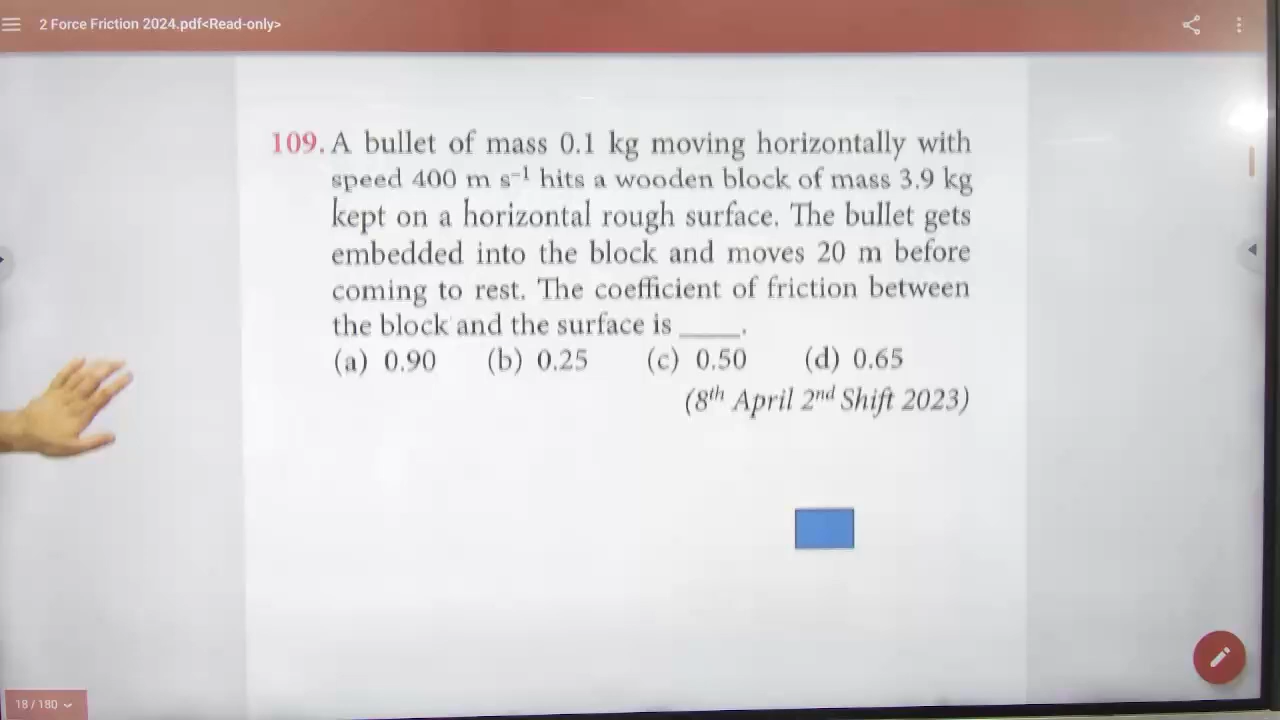 2 Force Friction 2024.pdf<Read-only>
109. A bullet of mass 0.1 kg moving horizontally with
speed 400 m s⁻¹ hits a wooden block of mass 3.9 kg
kept on a horizontal rough surface. The bullet gets
embedded into the block and moves 20 m before
coming to rest. The coefficient of friction between
the block and the surface is ____.
(a) 0.90 (b) 0.25 (c) 0.50 (d) 0.65
(8th April 2nd Shift 2023)
18 / 180